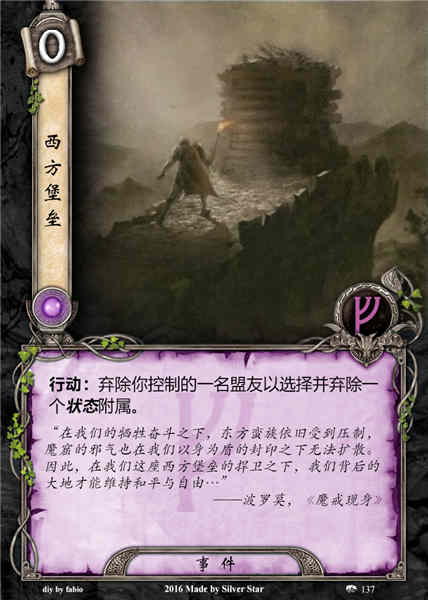 0
西方堡垒
行动：弃除你控制的一名盟友以选择并弃除一
个状态附属。
“在我们的牺牲奋斗之下，东方蛮族依旧受到压制，
魔窟的邪气也在我们以身为盾的封印之下无法扩散。
因此，在我们这座西方堡垒的捍卫之下，我们背后的
大地才能维持和平与自由…”
——波罗莫，《魔戒现身》
事件
diy by fabio
2016 Made by Silver Star
137